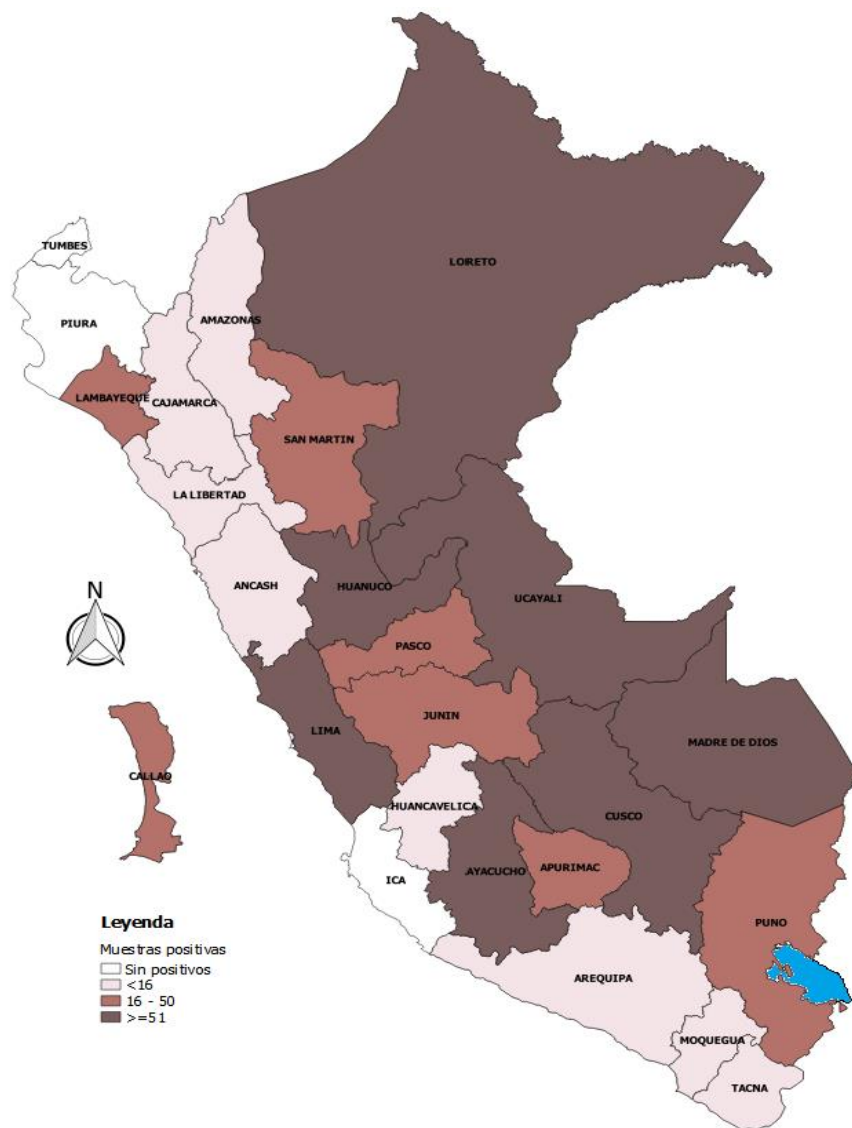 LORETO
TUMBES
PIURA
AMAZONAS
LAMBAYEQUE
CAJAMARCA
SAN MARTIN
LA LIBERTAD
ANCASH
HUANUCO
UCAYALI
N
PASCO
JUNIN
LIMA
MADRE DE DIOS
CALLAO
HUANCAVELICA
CUSCO
AYACUCHO
APURIMAC
ICA
PUNO
Leyenda
Muestras positivas
Sin positivos
<16
16 - 50
>=51
AREQUIPA
MOQUEGUA
TACNA